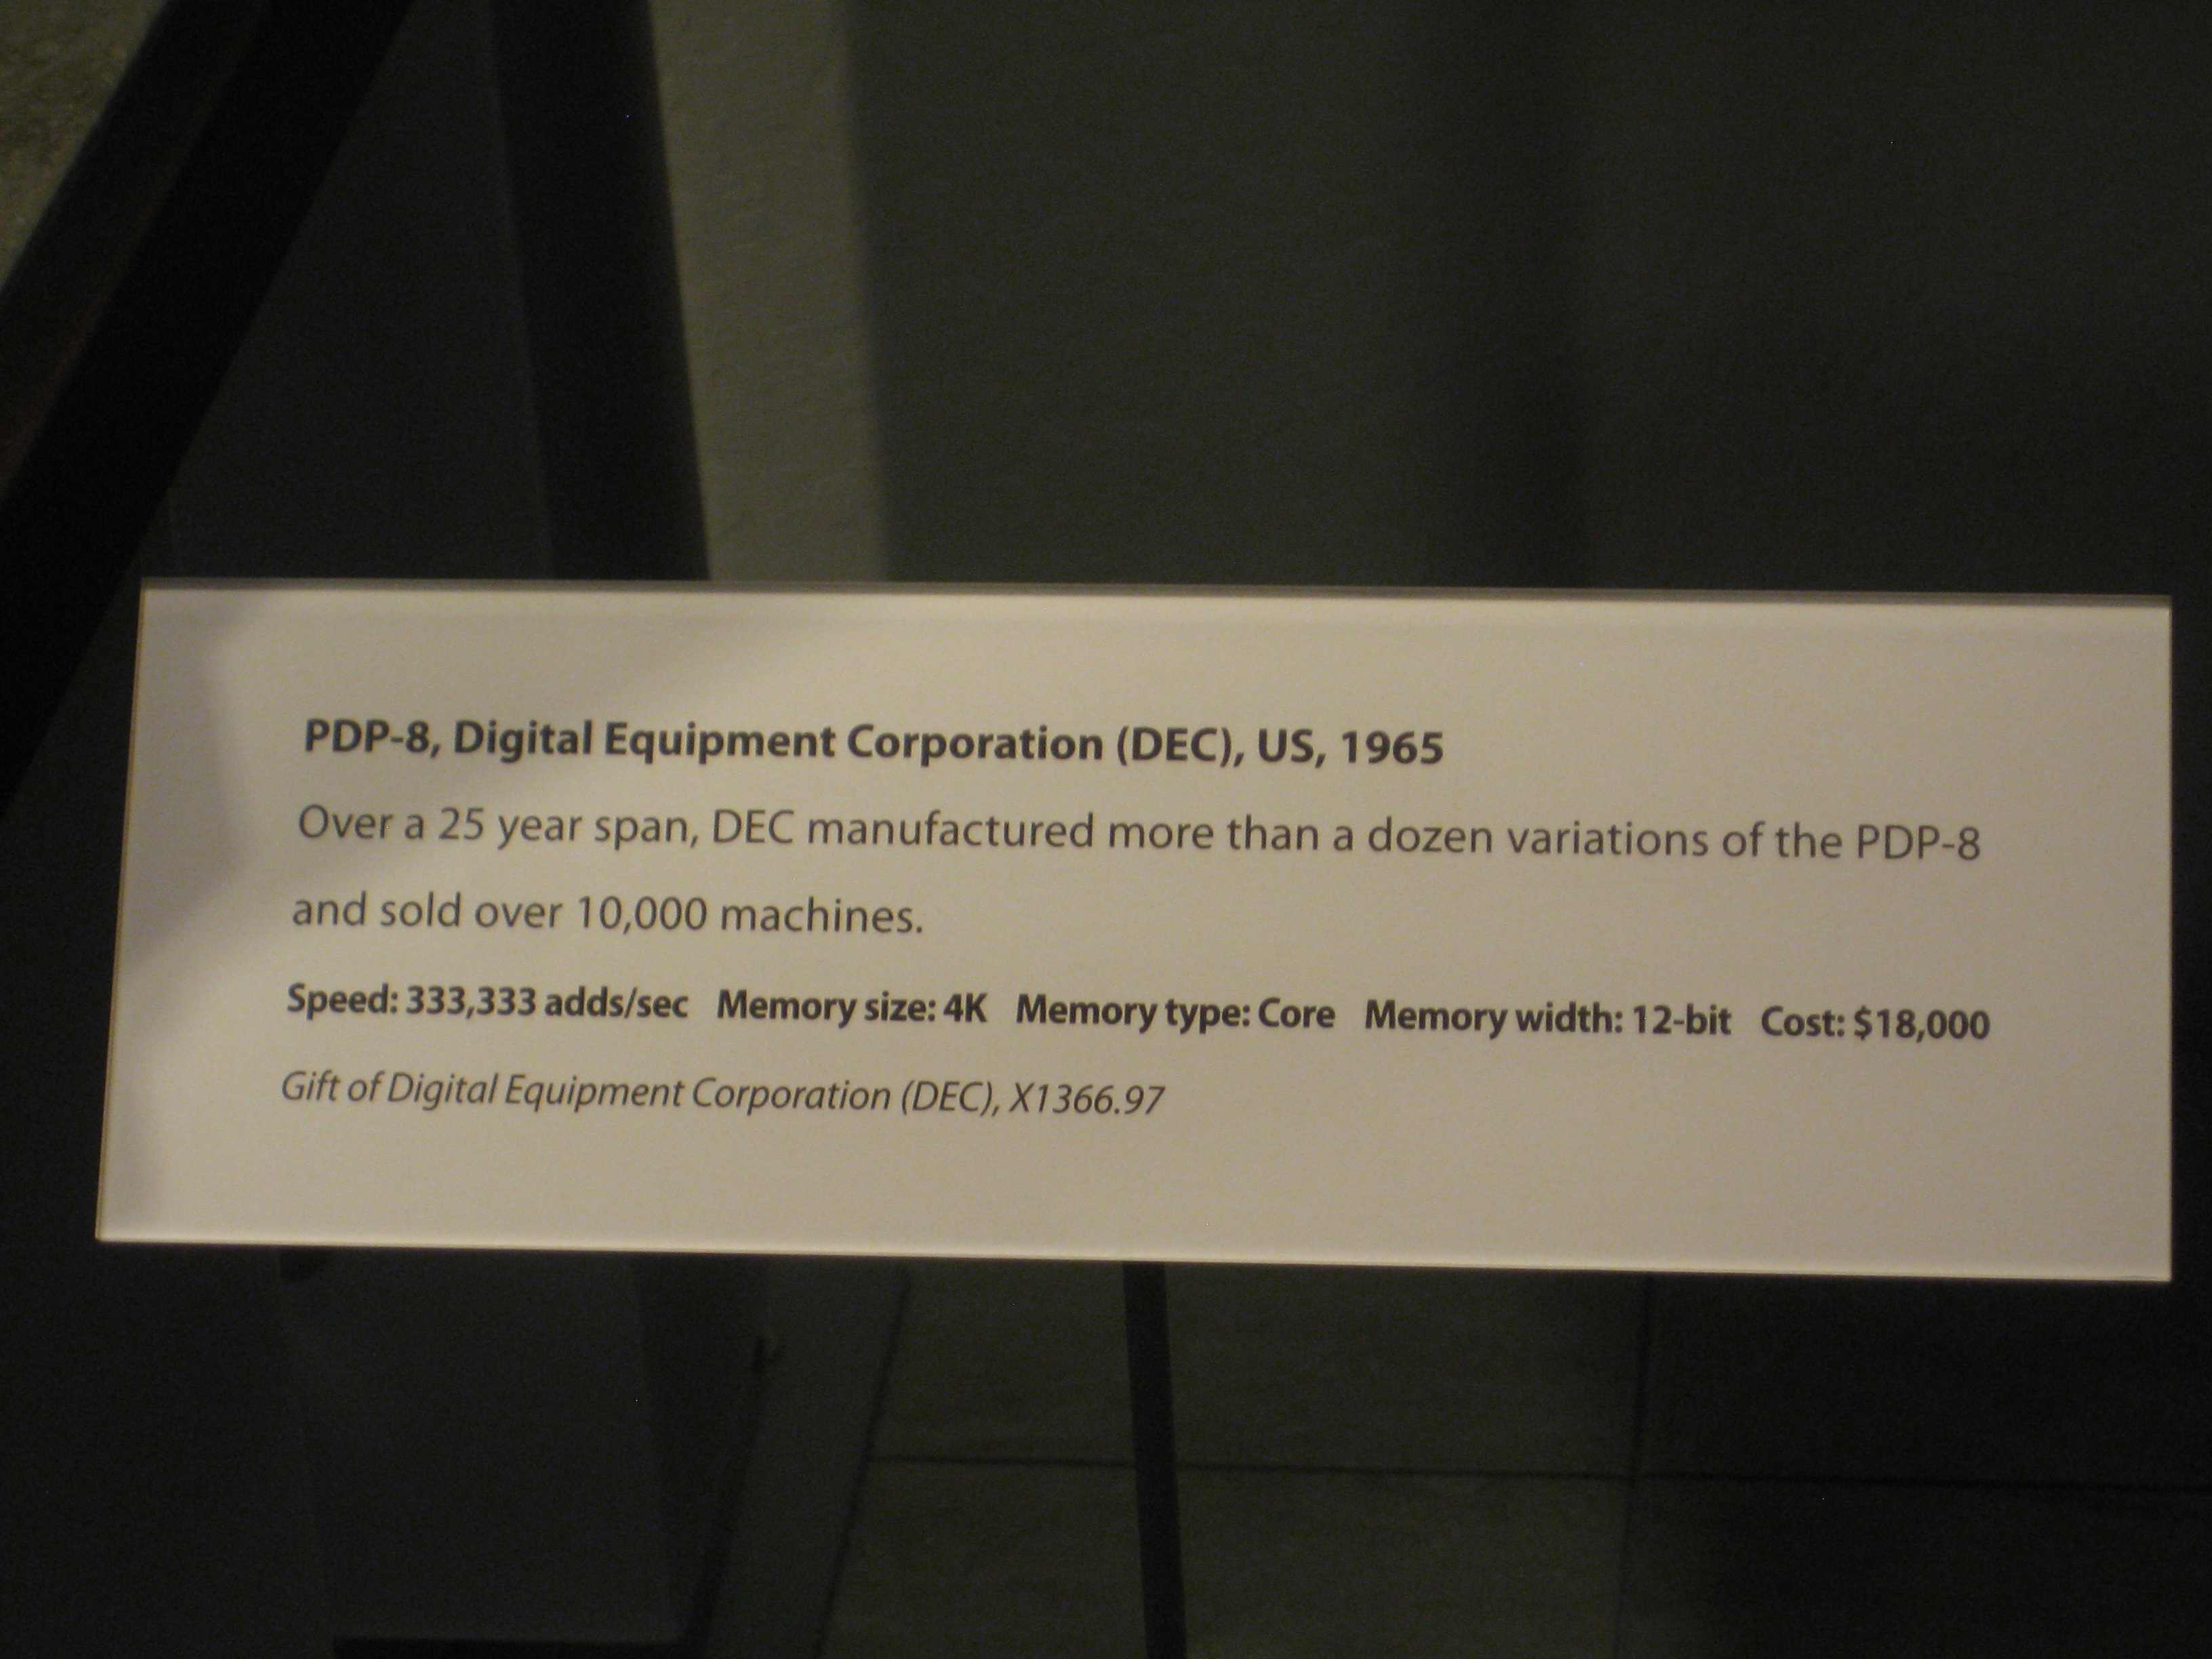 PDP-8, Digital Equipment Corporation (DEC), US, 1965
Over a 25 year span, DEC manufactured more than a dozen variations of the PDP-8
and sold over 10,000 machines.
Speed: 333,333 adds/sec Memory size: 4K Memory type: Core Memory width: 12-bit Cost: $18,000
Gift of Digital Equipment Corporation (DEC), X1366.97